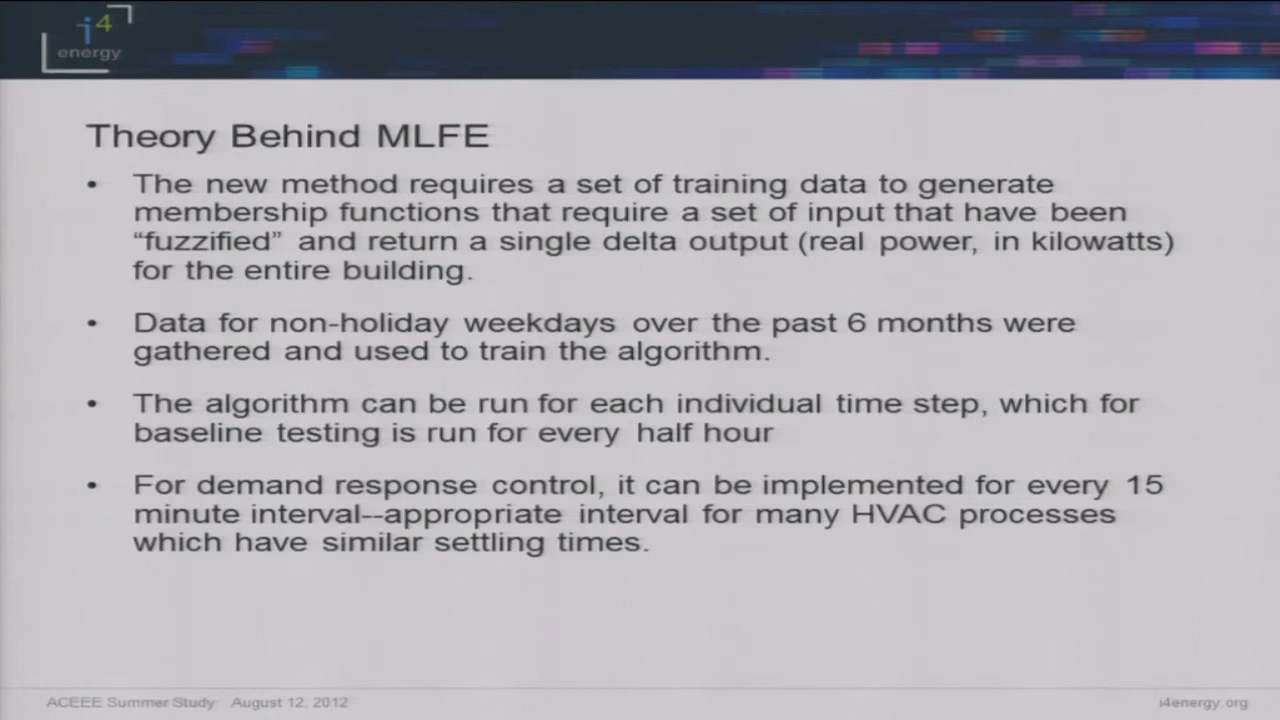 i4
energy
Theory Behind MLFE
• The new method requires a set of training data to generate
membership functions that require a set of input that have been
“fuzzified” and return a single delta output (real power, in kilowatts)
for the entire building.
• Data for non-holiday weekdays over the past 6 months were
gathered and used to train the algorithm.
• The algorithm can be run for each individual time step, which for
baseline testing is run for every half hour
• For demand response control, it can be implemented for every 15
minute interval--appropriate interval for many HVAC processes
which have similar settling times.
ACEEE Summer Study August 12, 2012
i4energy.org